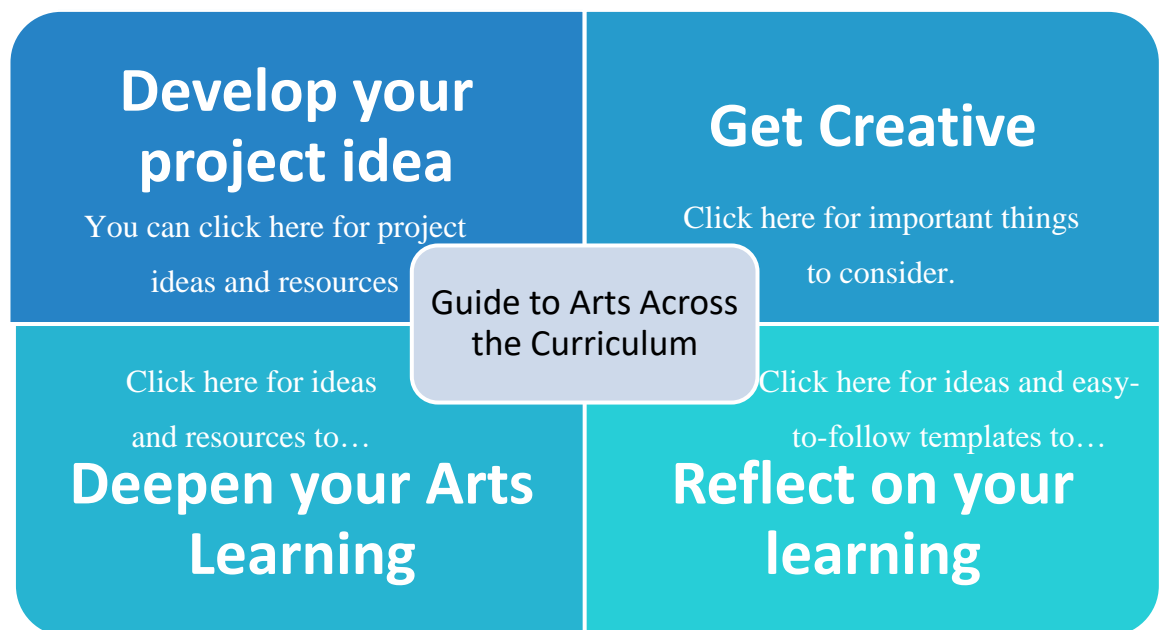 Develop your
project idea
You can click here for project
ideas and resources
Get Creative
Click here for important things
to consider.
Guide to Arts Across
the Curriculum
Click here for ideas
and resources to…
Deepen your Arts
Learning
Click here for ideas and easy-
to-follow templates to…
Reflect on your
learning